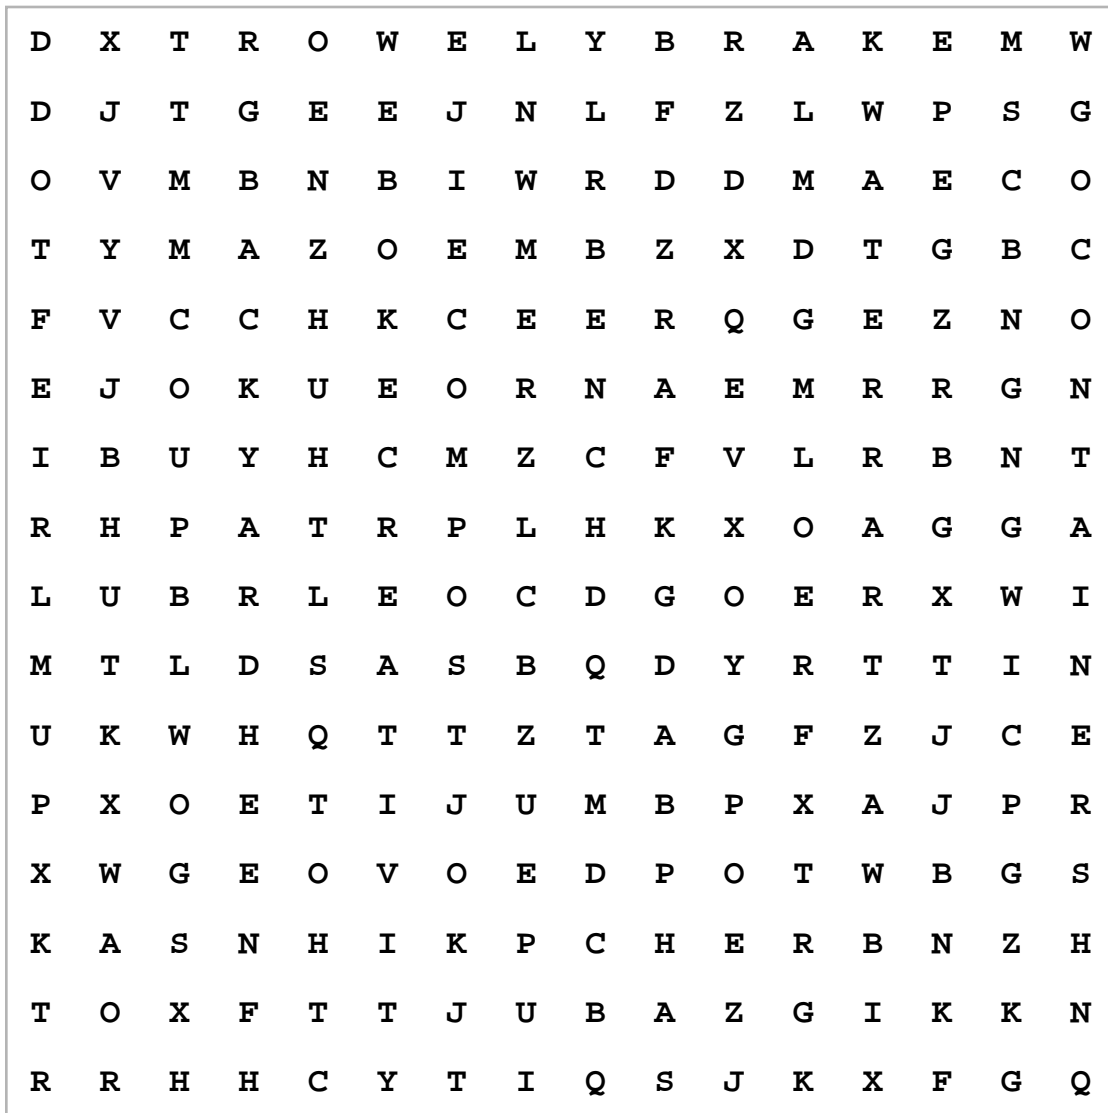 D X T R O W E L Y B R A K E M W
D J T G E E J N L F Z L W P S G
O V M B N B I W R D D M A E C O
T Y M A Z O E M B Z X D T G B C
F V C C H K C E E R Q G E Z N O
E J O K U E O R N A E M R R G N
I B U Y H C M Z C F V L R B N T
R H P A T R P L H K X O A G G A
L U B R L E O C D G O E R X W I
M T L D S A S B Q D Y R T T I N
U K W H Q T T Z T A G F Z J C E
P X O E T I J U M B P X A J P R
X W G E O V O E D P O T W B G S
K A S N H I K P C H E R B N Z H
T O X F T T J U B A Z G I K K N
R R H H C Y T I Q S J K X F G Q